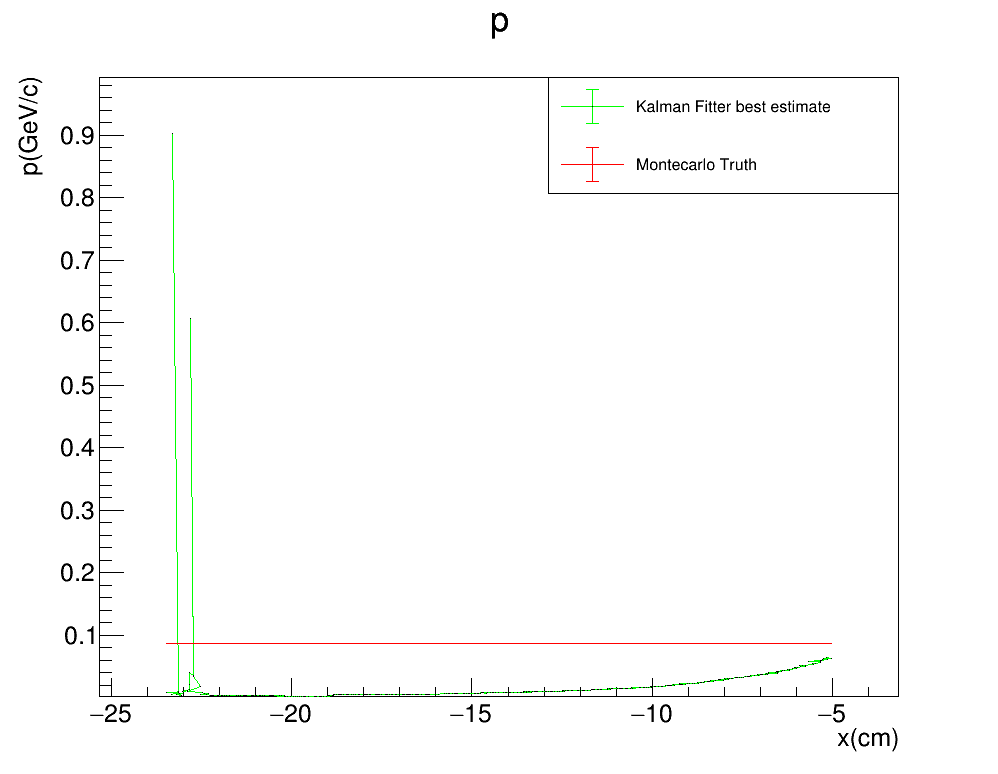 p
p(GeV/c)
Kalman Fitter best estimate
Montecarlo Truth
0.9
0.8
0.7
0.6
0.5
0.4
0.3
0.2
0.1
−25 −20 −15 −10 −5
x(cm)